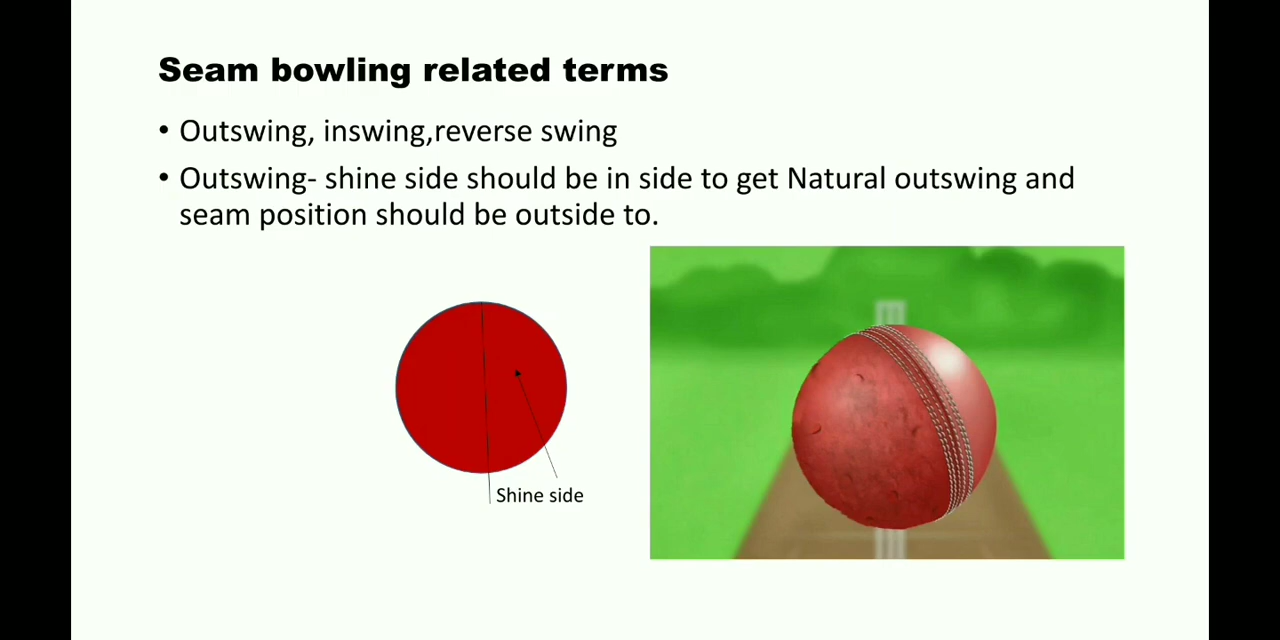 Seam bowling related terms
• Outswing, inswing,reverse swing
• Outswing- shine side should be in side to get Natural outswing and
seam position should be outside to.
Shine side